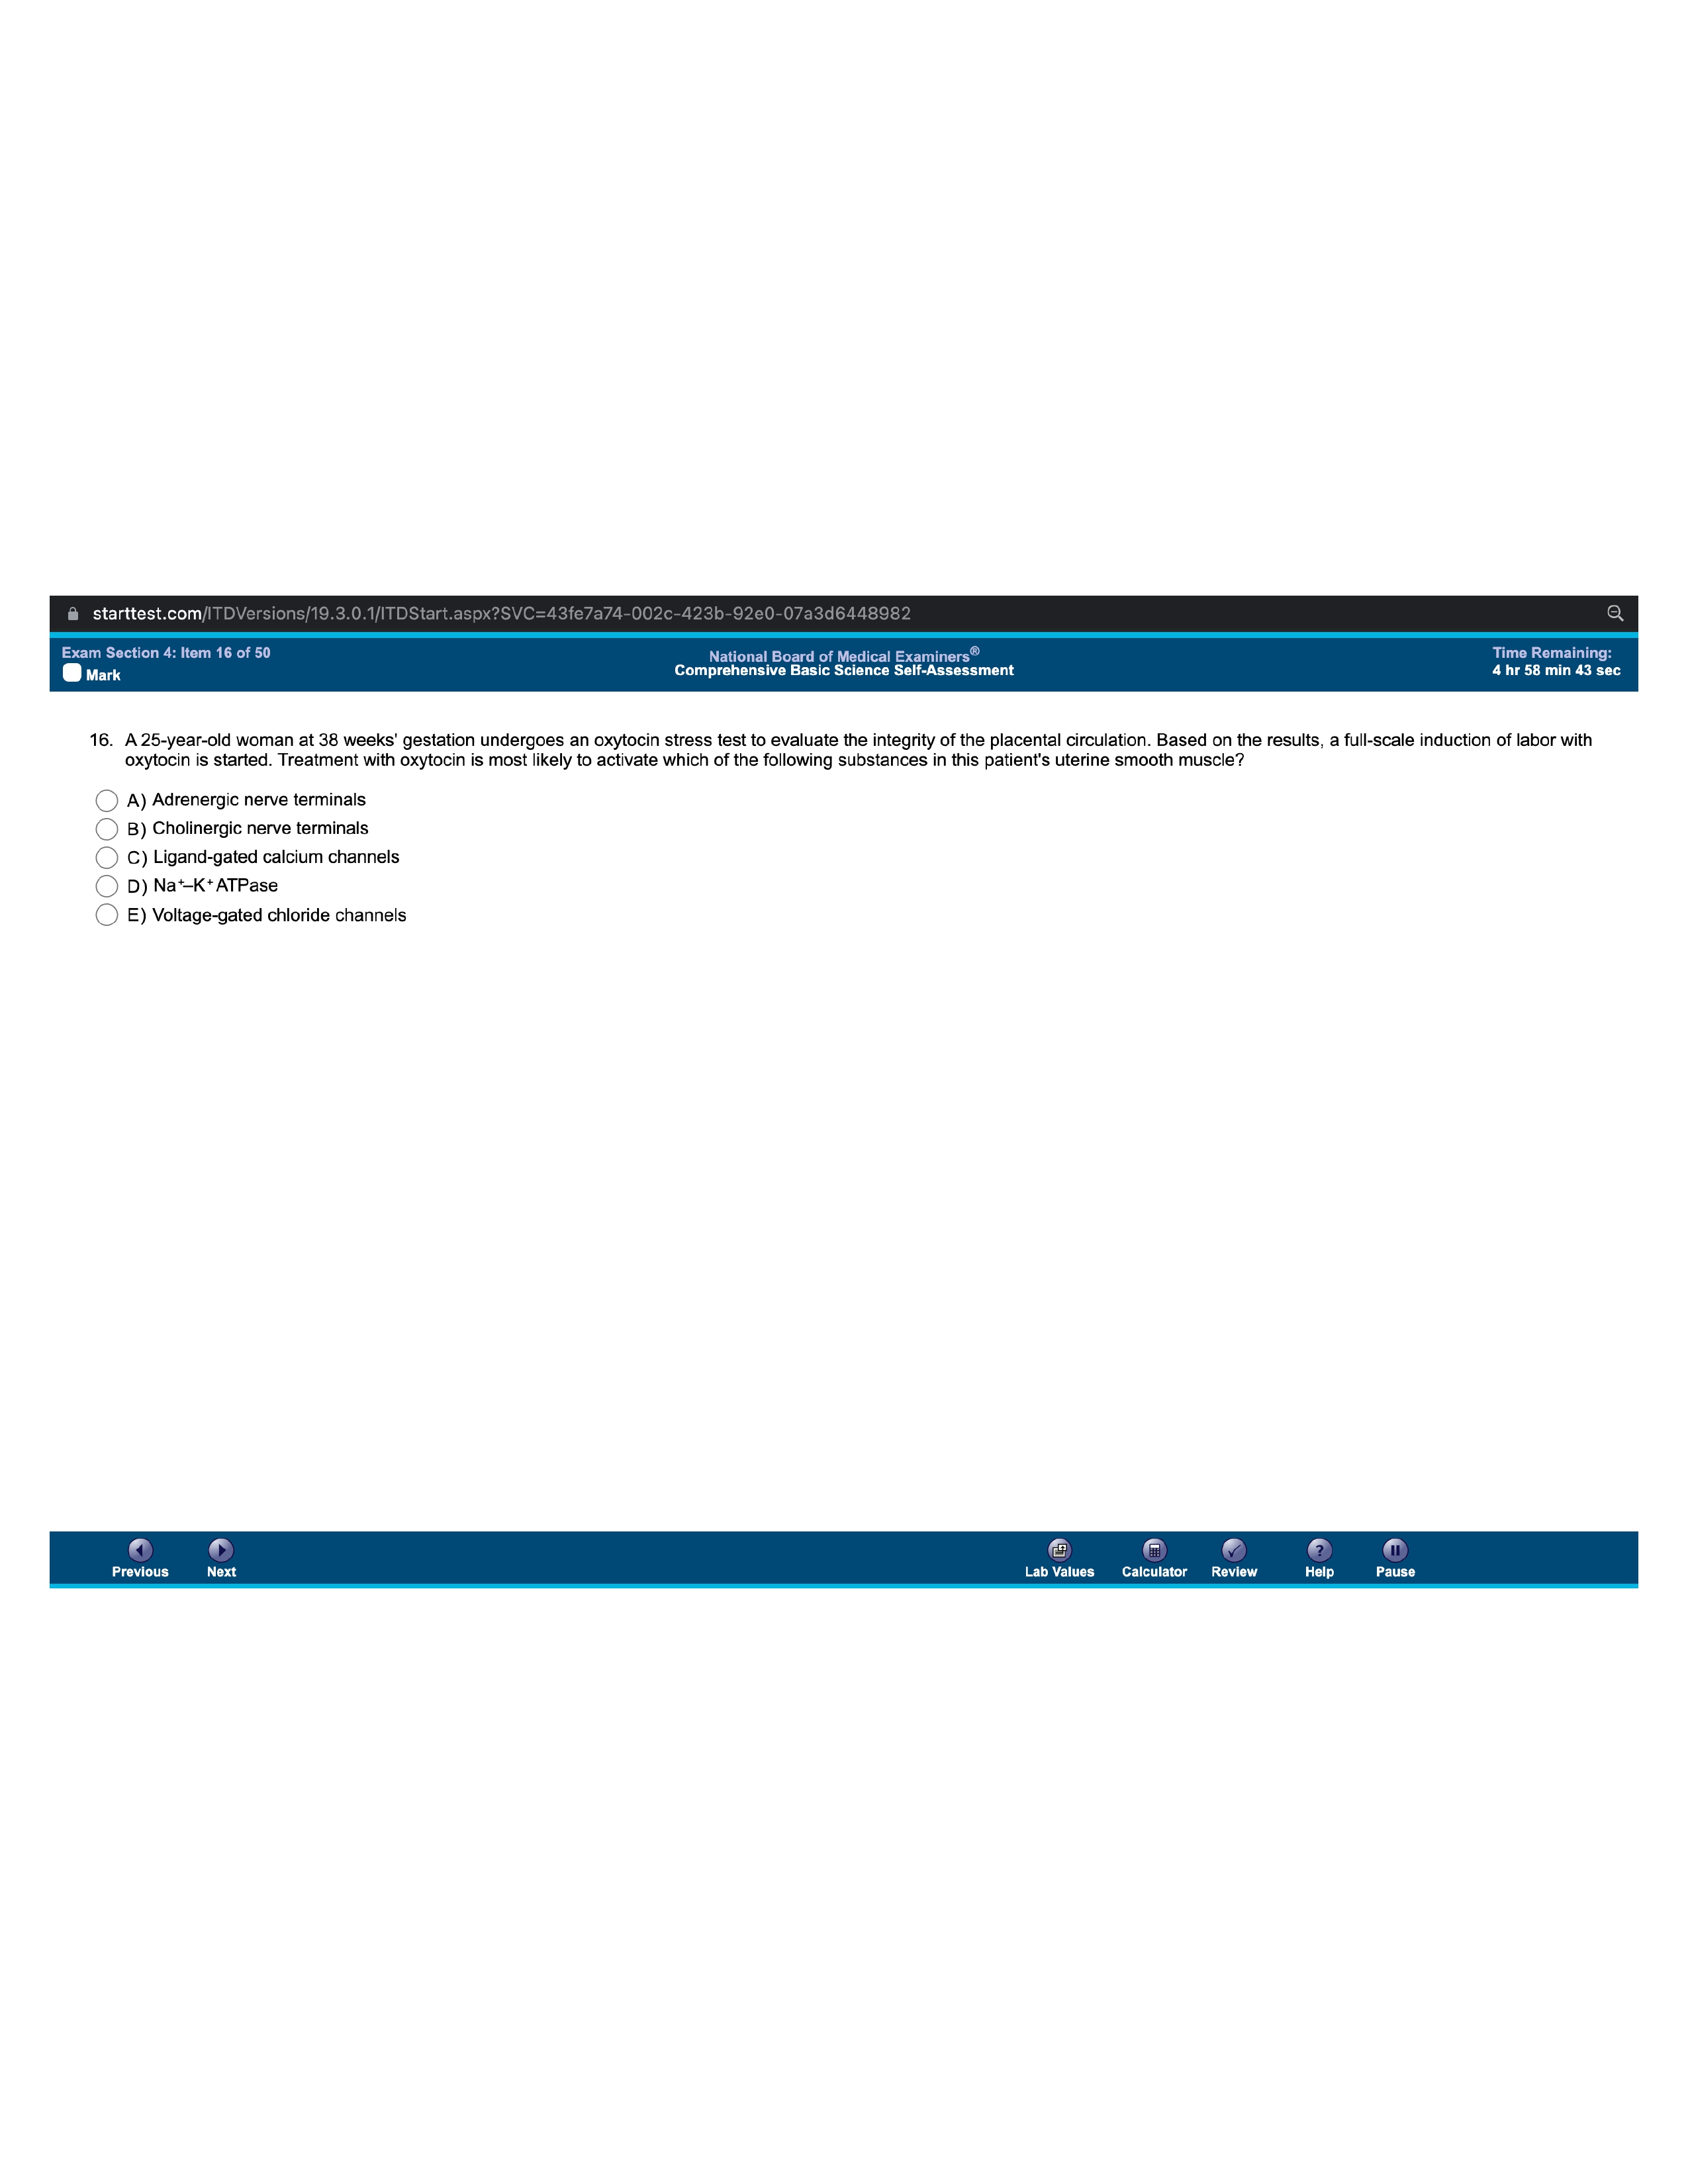 starttest.com/ITDVersions/19.3.0.1/ITDStart.aspx?SVC=43fe7a74-002c-423b-92e0-07a3d6448982
Exam Section 4: Item 16 of 50
National Board of Medical Examiners®
Time Remaining:
Mark
Comprehensive Basic Science Self-Assessment
4 hr 58 min 43 sec
16. A 25-year-old woman at 38 weeks' gestation undergoes an oxytocin stress test to evaluate the integrity of the placental circulation. Based on the results, a full-scale induction of labor with
oxytocin is started. Treatment with oxytocin is most likely to activate which of the following substances in this patient's uterine smooth muscle?
A) Adrenergic nerve terminals
B) Cholinergic nerve terminals
C) Ligand-gated calcium channels
D) Na⁺–K⁺ ATPase
E) Voltage-gated chloride channels
Previous Next Lab Values Calculator Review Help Pause